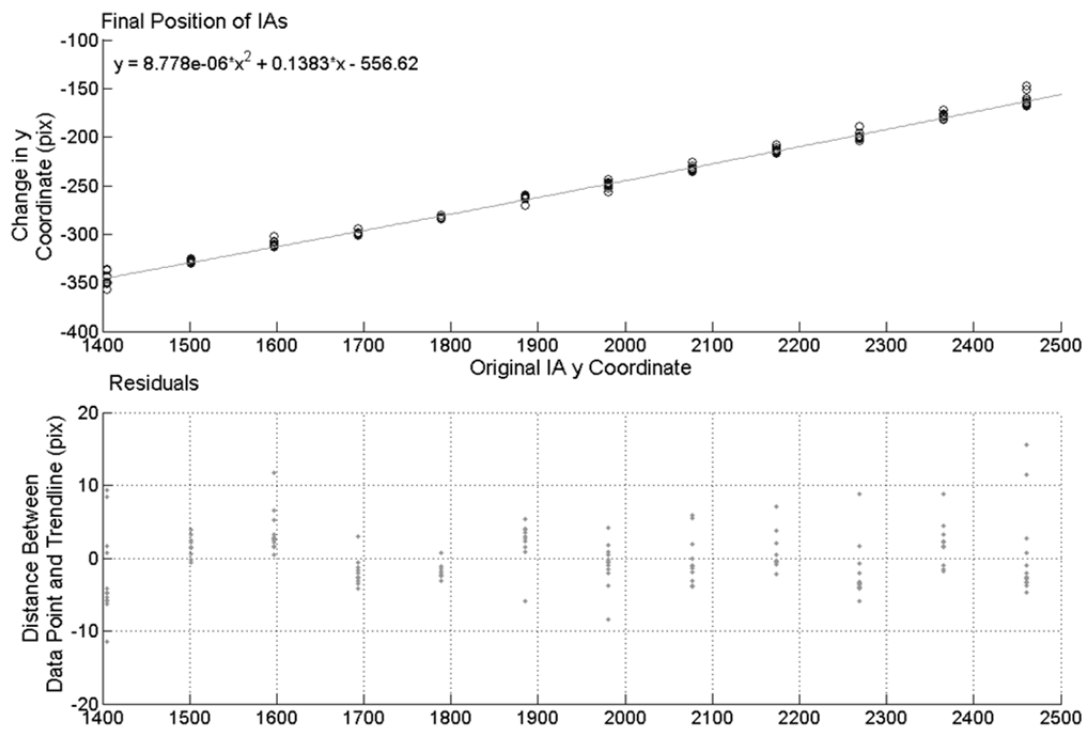 Final Position of IAs
y = 8.778e-06*x2 + 0.1383*x - 556.62
-100
-150
-200
-250
-300
-350
-400
Change in y
Coordinate (pix)
1400 1500 1600 1700 1800 1900 2000 2100 2200 2300 2400 2500
Original IA y Coordinate
Residuals
20
10
0
-10
-20
Distance Between
Data Point and Trendline (pix)
1400 1500 1600 1700 1800 1900 2000 2100 2200 2300 2400 2500